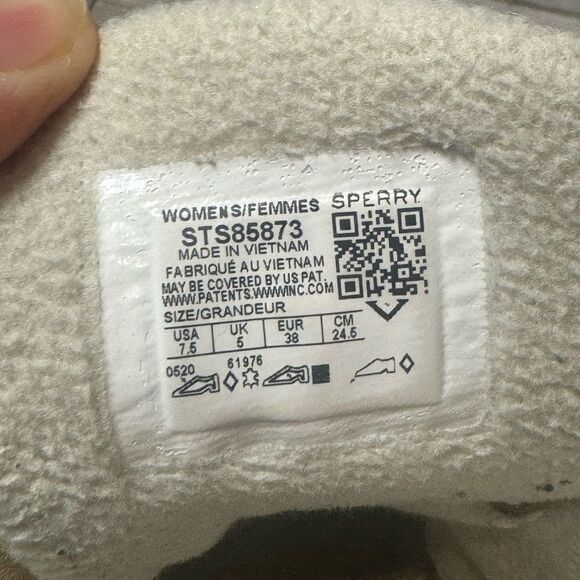 WOMENS/FEMMES SPERRY
STS85873
MADE IN VIETNAM
FABRIQUÉ AU VIETNAM
MAY BE COVERED BY US PAT.
WWW.PATENTS.WWWINC.COM
SIZE/GRANDEUR
USA UK EUR CM
7.5 5 38 24.5
0520 61976